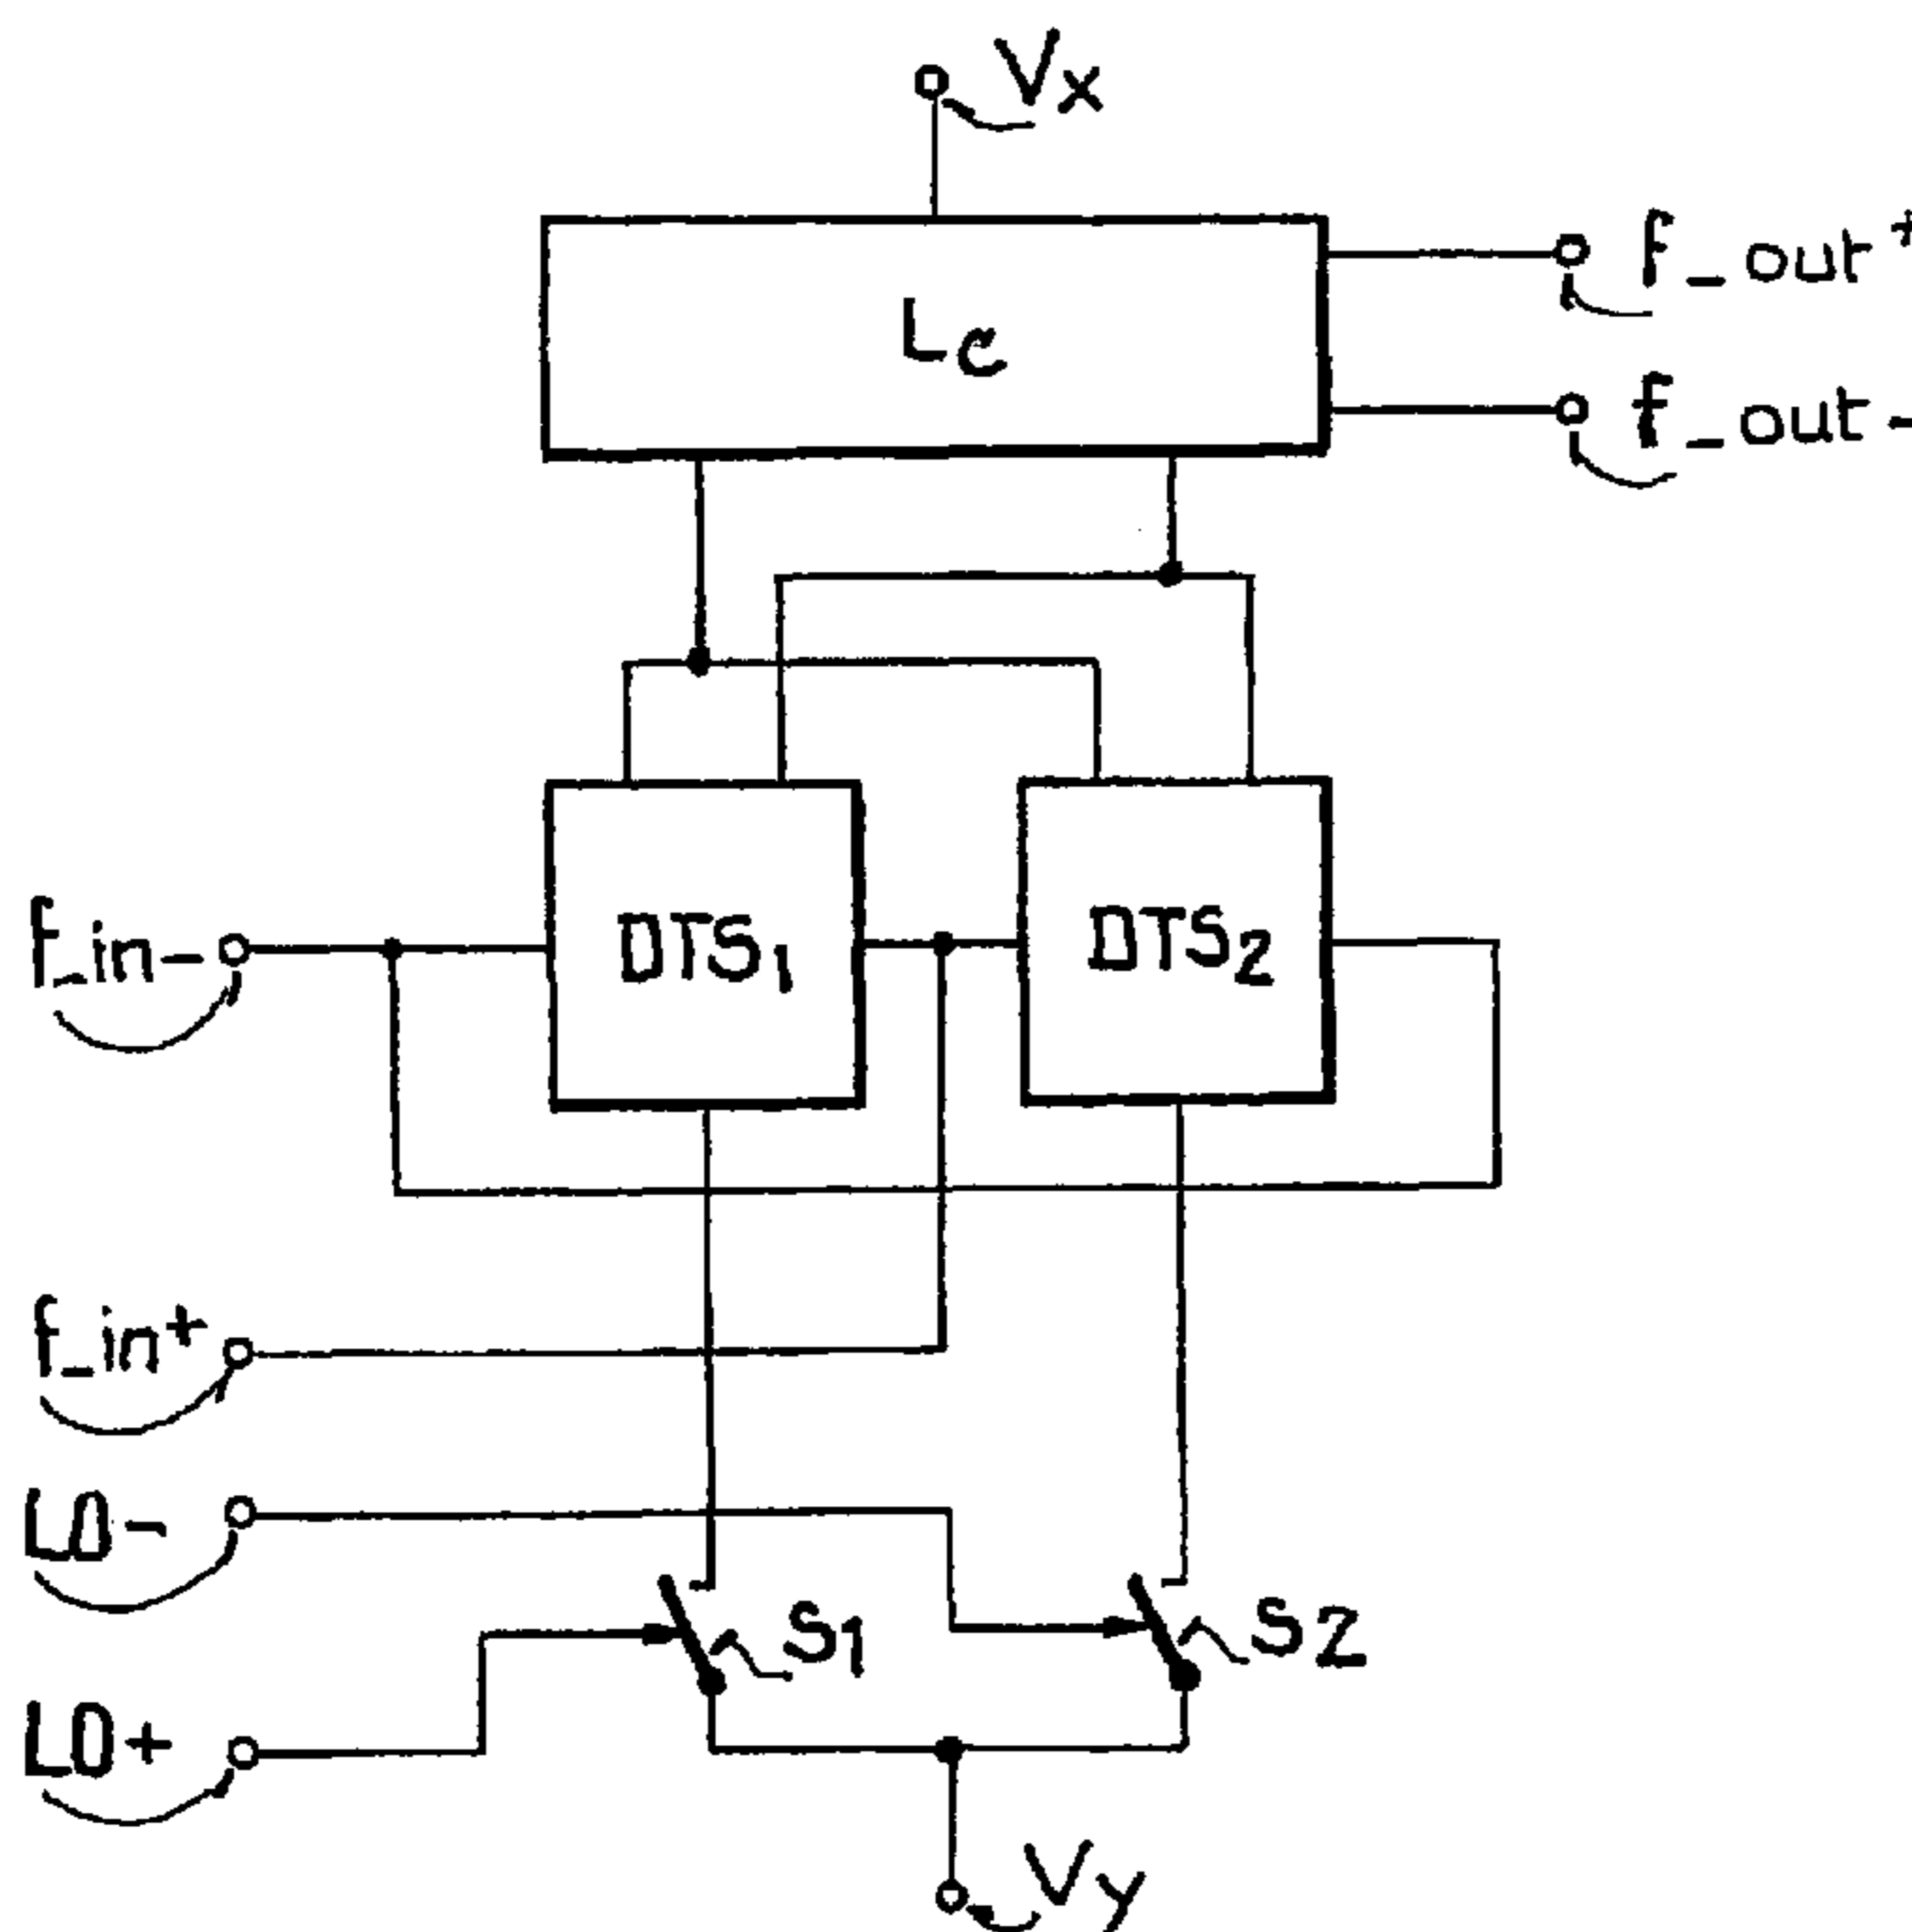 Vx
f_out+
Lc
f_out-
f_in-
DTS1
DTS2
f_in+
LO-
S1
S2
LO+
Vy